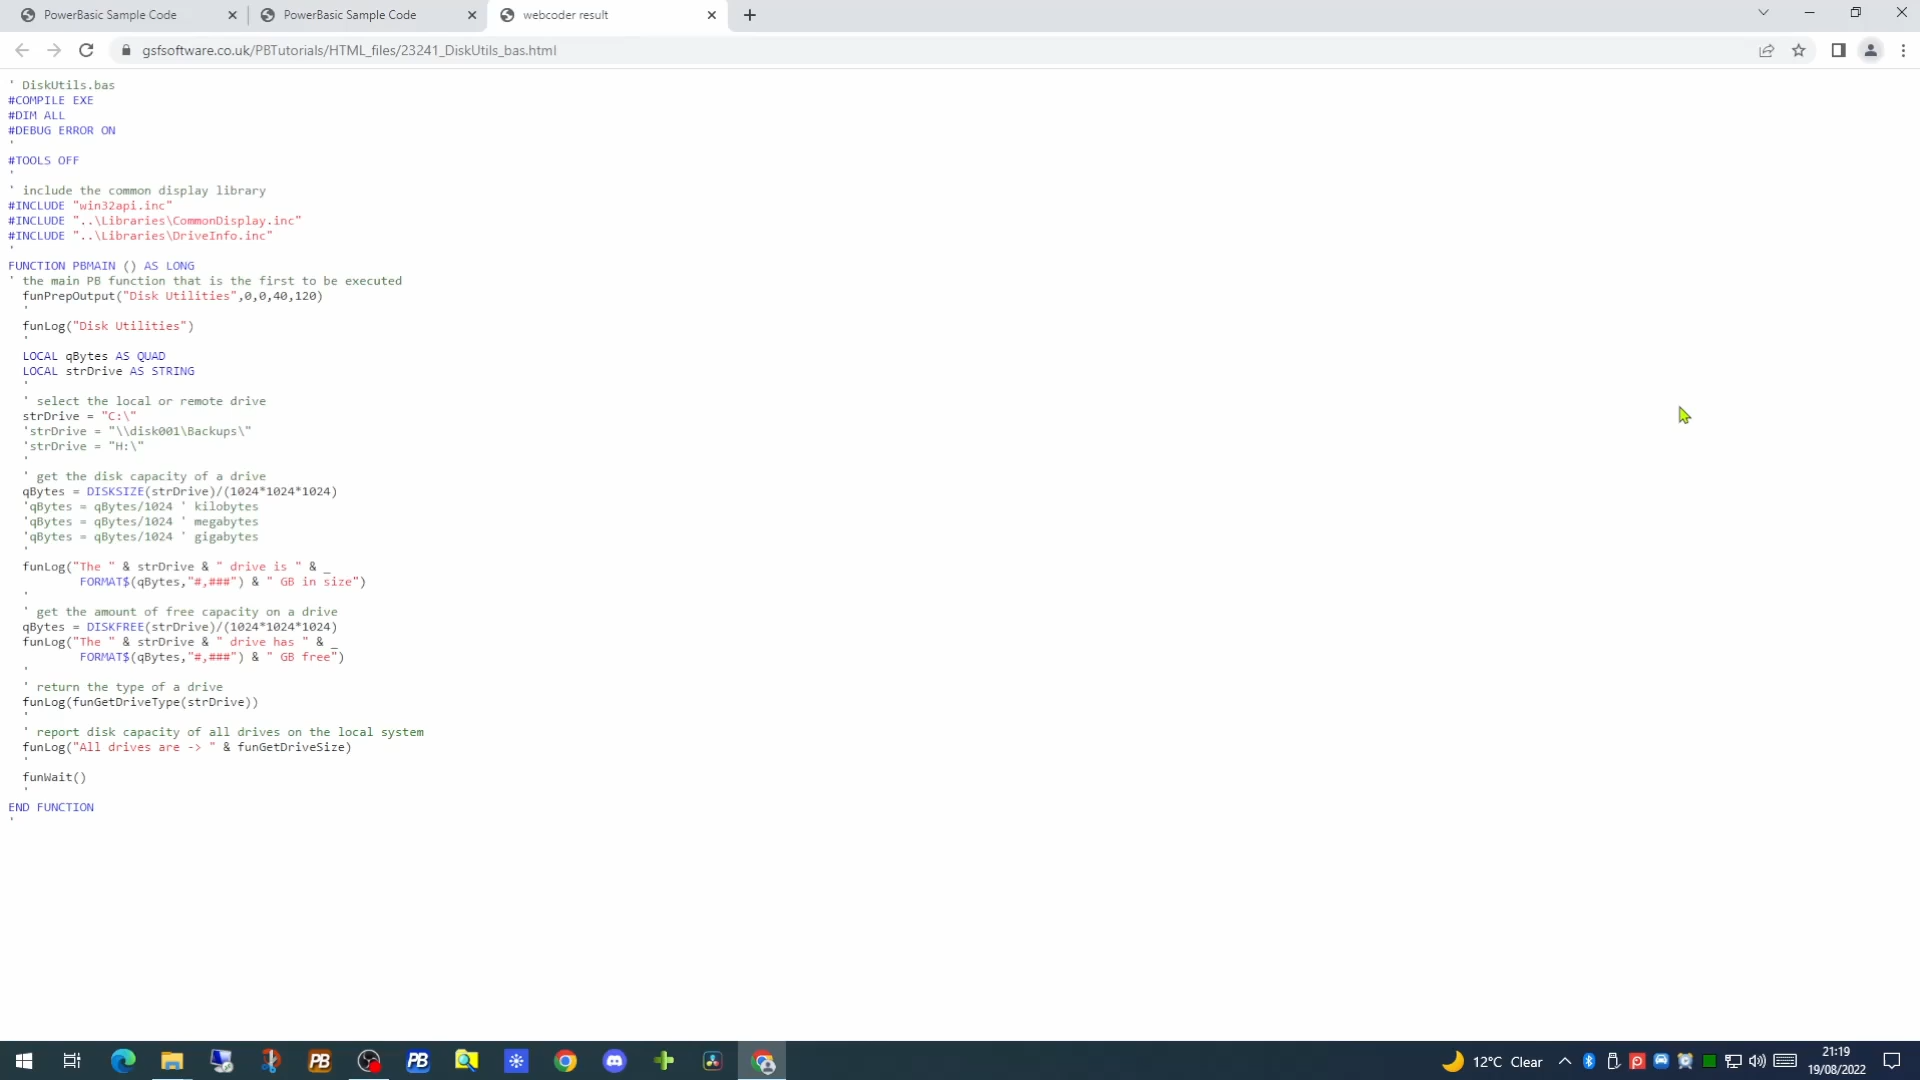 PowerBasic Sample Code
PowerBasic Sample Code
webcoder result
gsfsoftware.co.uk/PBTutorials/HTML_files/23241_DiskUtils_bas.html
' DiskUtils.bas
#COMPILE EXE
#DIM ALL
#DEBUG ERROR ON
'
#TOOLS OFF
'
' include the common display library
#INCLUDE "win32api.inc"
#INCLUDE "..\Libraries\CommonDisplay.inc"
#INCLUDE "..\Libraries\DriveInfo.inc"
'
FUNCTION PBMAIN () AS LONG
' the main PB function that is the first to be executed
funPrepOutput("Disk Utilities",0,0,40,120)
'
funLog("Disk Utilities")
'
LOCAL qBytes AS QUAD
LOCAL strDrive AS STRING
'
' select the local or remote drive
strDrive = "C:\"
'strDrive = "\\disk001\Backups\"
'strDrive = "H:\"
'
' get the disk capacity of a drive
qBytes = DISKSIZE(strDrive)/(1024*1024*1024)
'qBytes = qBytes/1024 ' kilobytes
'qBytes = qBytes/1024 ' megabytes
'qBytes = qBytes/1024 ' gigabytes
'
funLog("The " & strDrive & " drive is " & _
FORMAT$(qBytes,"#,###") & " GB in size")
'
' get the amount of free capacity on a drive
qBytes = DISKFREE(strDrive)/(1024*1024*1024)
funLog("The " & strDrive & " drive has " & _
FORMAT$(qBytes,"#,###") & " GB free")
'
' return the type of a drive
funLog(funGetDriveType(strDrive))
'
' report disk capacity of all drives on the local system
funLog("All drives are -> " & funGetDriveSize)
'
funWait()
'
END FUNCTION
'
PB
PB
12°C Clear
21:19
19/08/2022